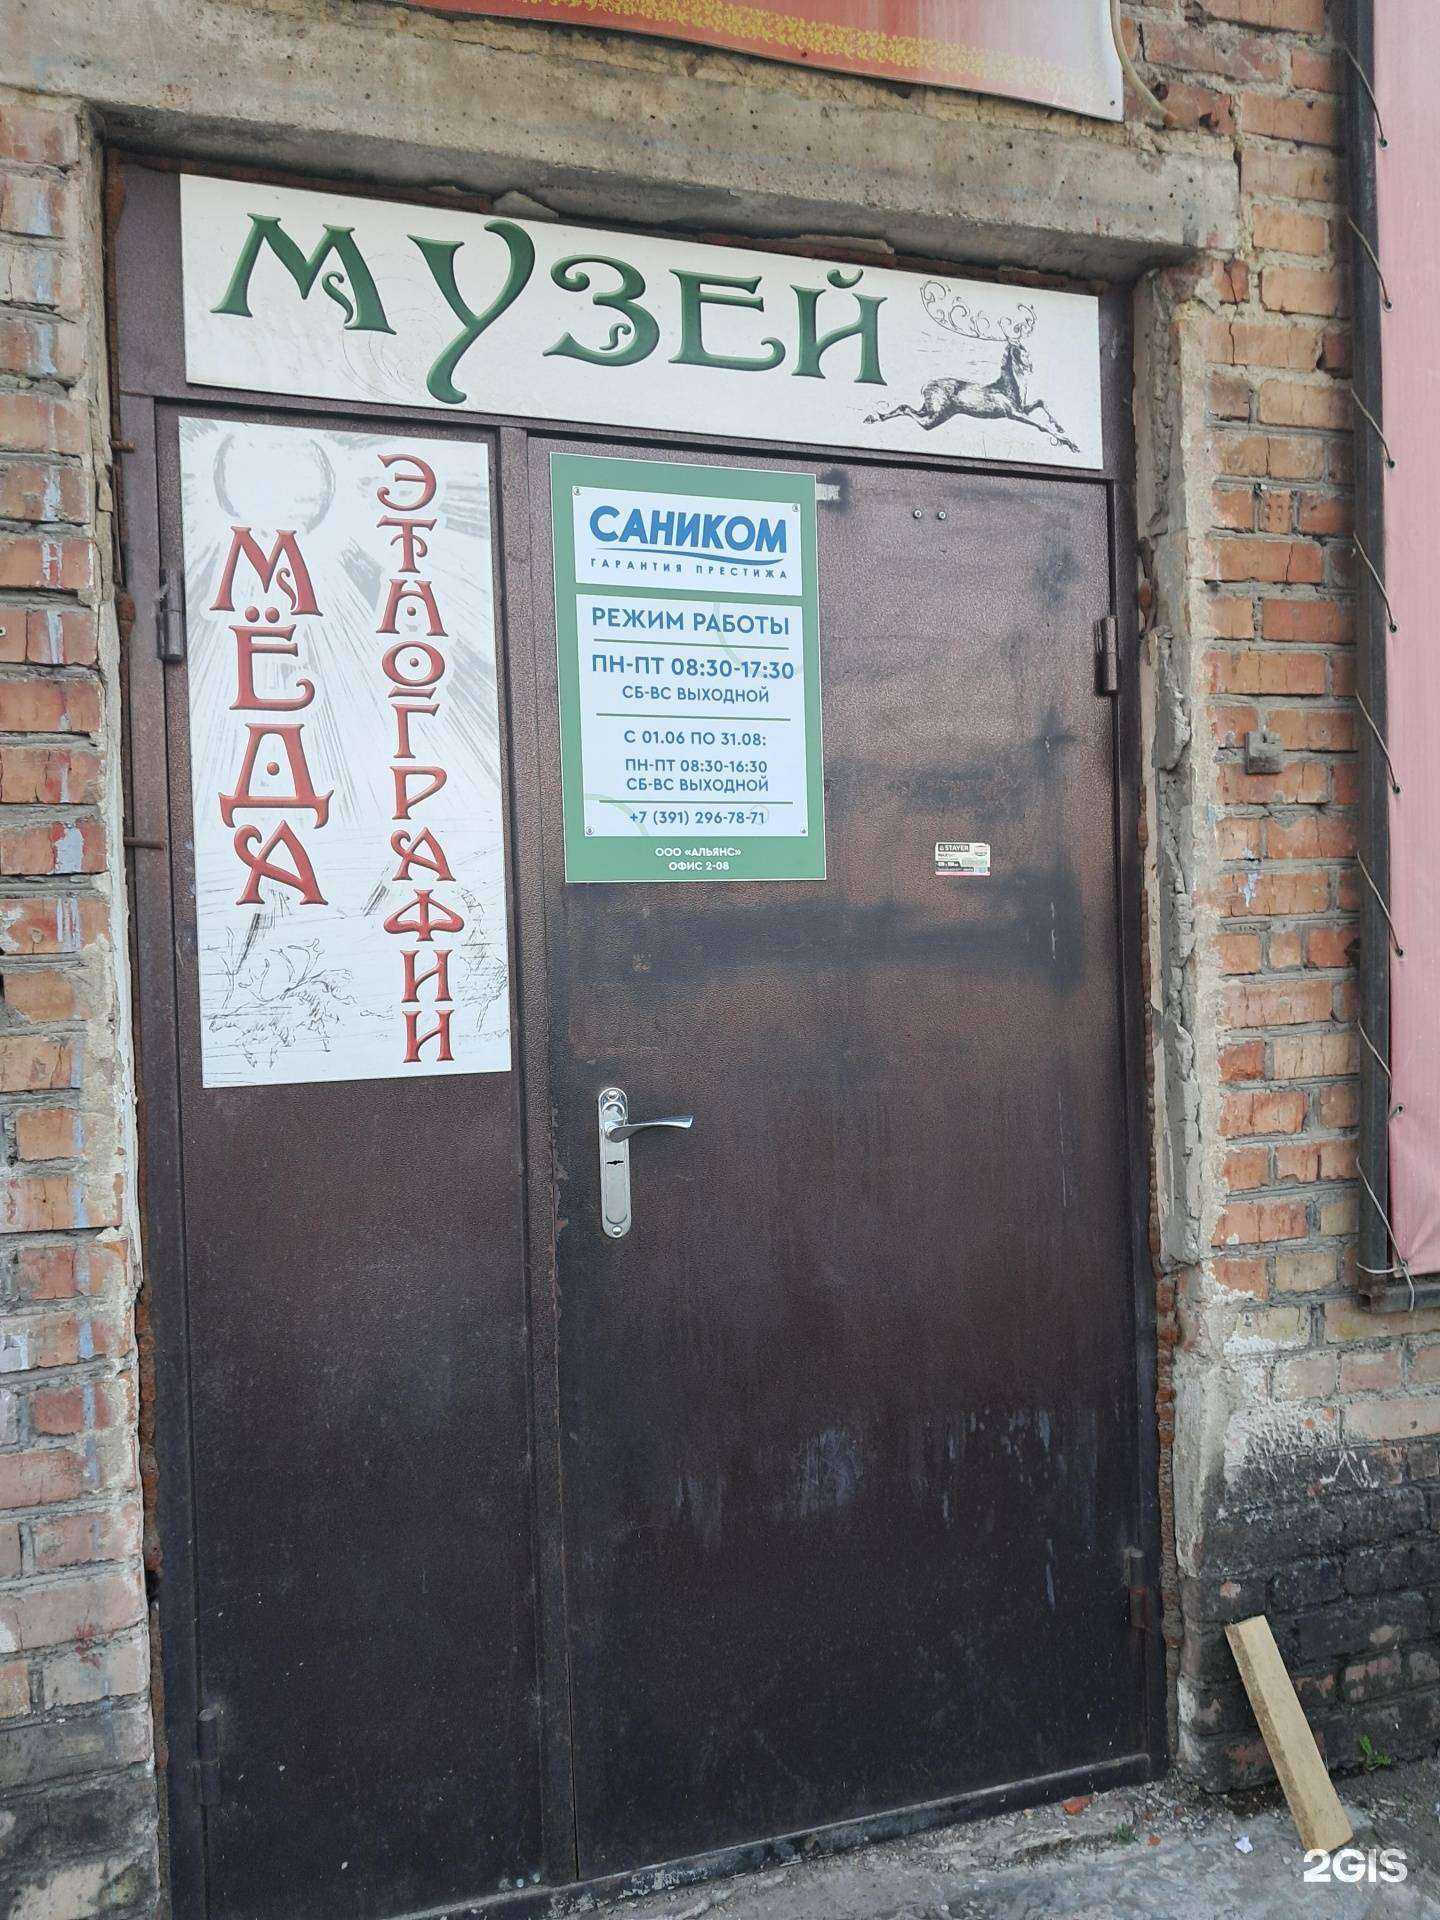 МУЗЕЙ
МЁДА
ЭТНОГРАФИИ
САНИКОМ
ГАРАНТИЯ ПРЕСТИЖА
РЕЖИМ РАБОТЫ
ПН-ПТ 08:30-17:30
СБ-ВС ВЫХОДНОЙ
С 01.06 ПО 31.08:
ПН-ПТ 08:30-16:30
СБ-ВС ВЫХОДНОЙ
+7 (391) 296-78-71
ООО «АЛЬЯНС»
ОФИС 2-08
STAYER
2GIS